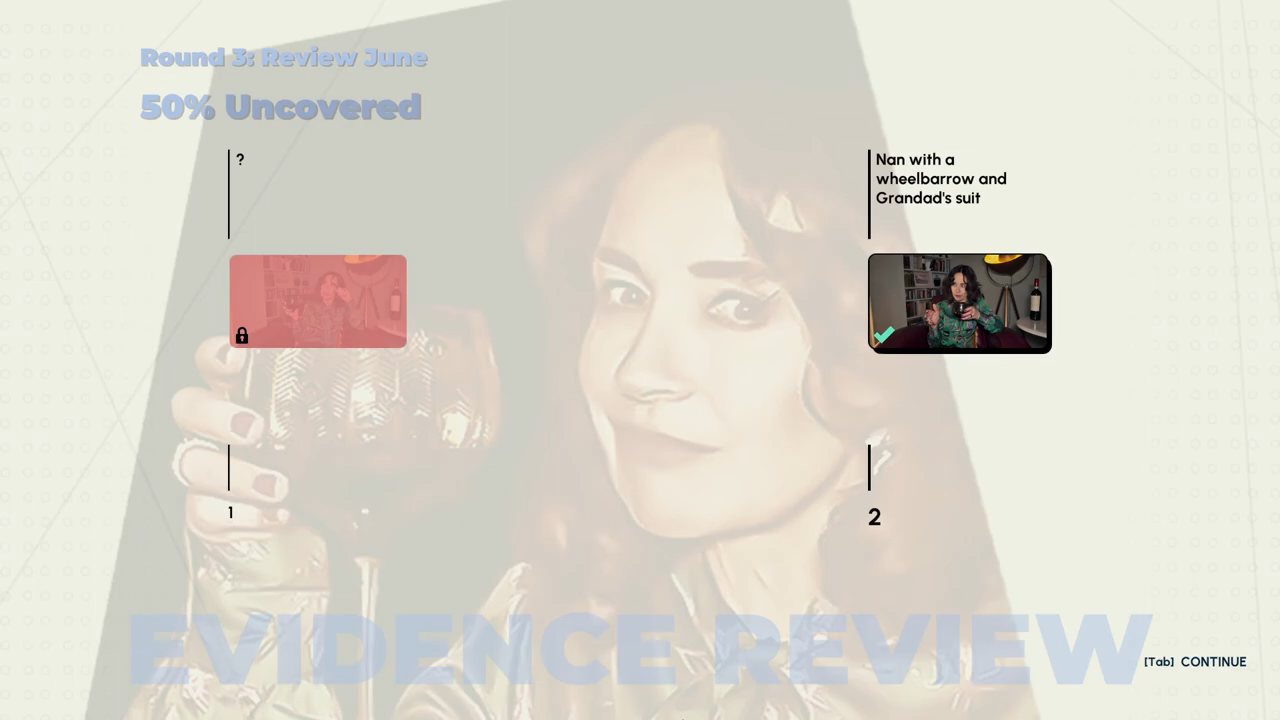 Round 3: Review June
50% Uncovered
?
Nan with a
wheelbarrow and
Grandad's suit
1
2
EVIDENCE REVIEW
[Tab] CONTINUE